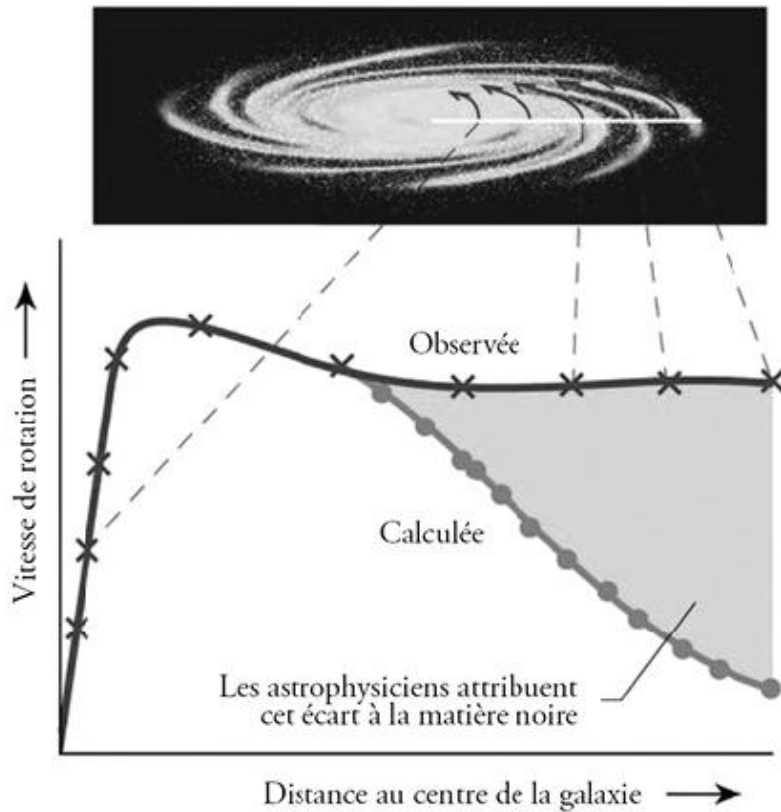 Observée
Vitesse de rotation
Calculée
Les astrophysiciens attribuent
cet écart à la matière noire
Distance au centre de la galaxie